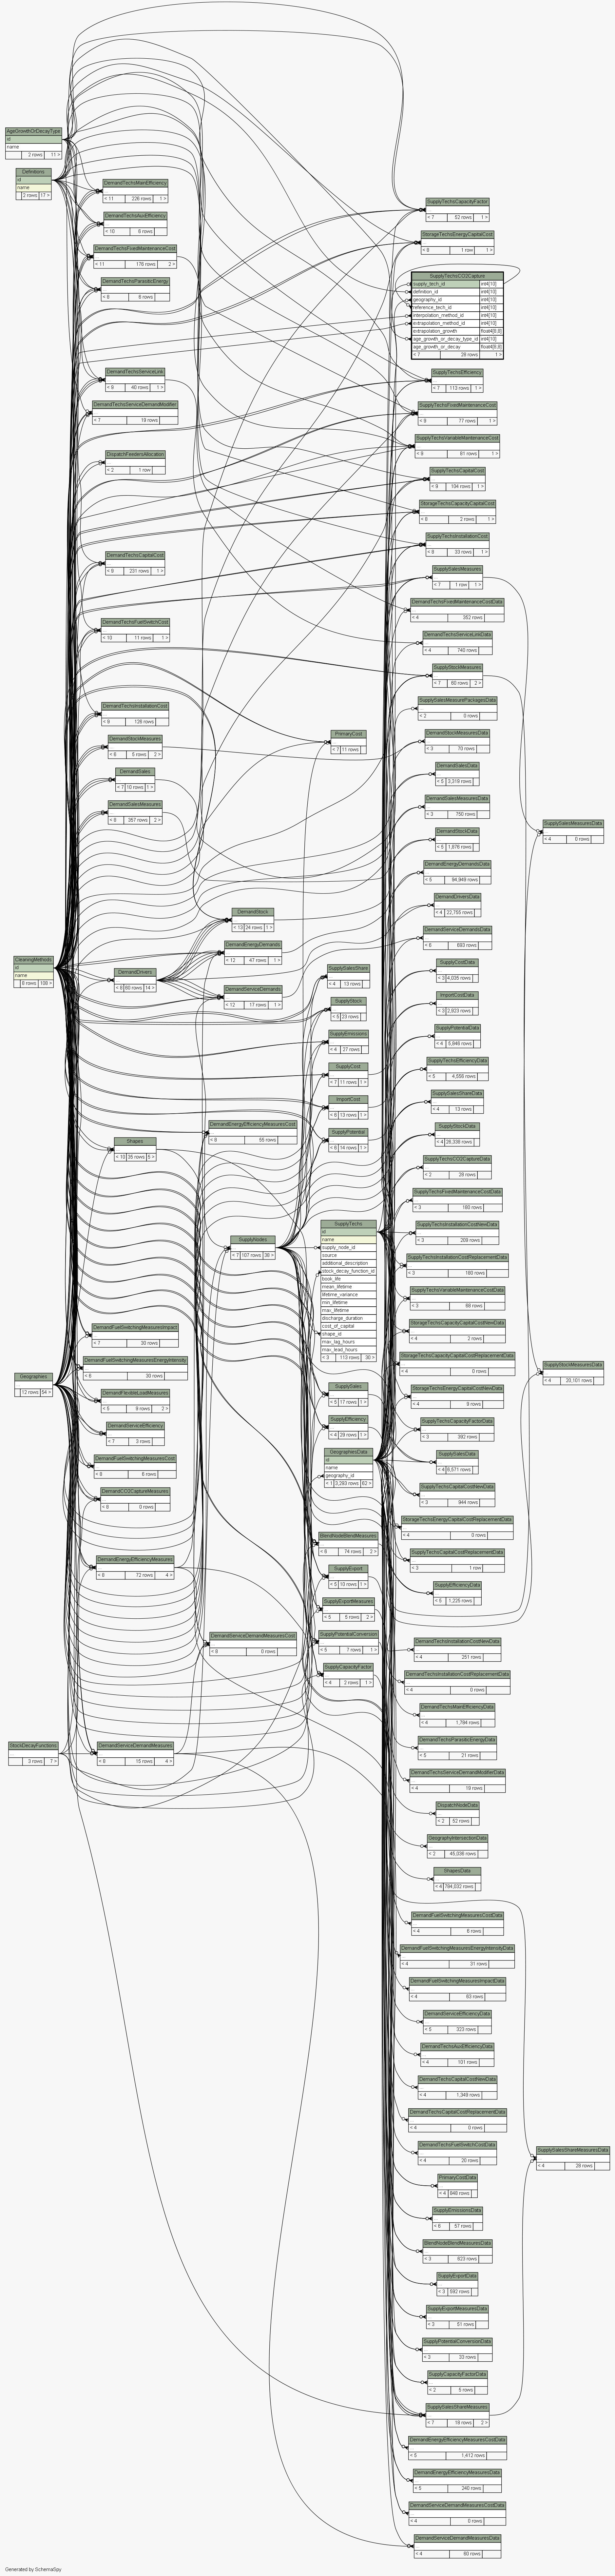 AgeGrowthOrDecayType
id
name
2 rows 11 >
Definitions
id
name
2 rows 17 >
CleaningMethods
id
name
8 rows 108 >
Geographies
12 rows 54 >
StockDecayFunctions
3 rows 7 >
DemandTechsMainEfficiency
< 11 226 rows 1 >
DemandTechsAuxEfficiency
< 10 6 rows
DemandTechsFixedMaintenanceCost
< 11 178 rows 2 >
DemandTechsParasiticEnergy
< 8 8 rows
DemandTechsServiceLink
< 9 40 rows 1 >
DemandTechsServiceDemandModifier
< 7 19 rows
DispatchFeedersAllocation
< 2 1 row
DemandTechsCapitalCost
< 9 231 rows 1 >
DemandTechsFuelSwitchCost
< 10 11 rows 1 >
DemandTechsInstallationCost
< 9 126 rows
DemandStockMeasures
< 6 5 rows 2 >
DemandSales
< 7 10 rows 1 >
DemandSalesMeasures
< 8 357 rows 2 >
DemandDrivers
< 8 60 rows 14 >
Shapes
< 10 35 rows 5 >
DemandFuelSwitchingMeasuresImpact
< 7 30 rows
DemandFuelSwitchingMeasuresEnergyIntensity
< 6 30 rows
DemandFlexibleLoadMeasures
< 5 9 rows 2 >
DemandServiceEfficiency
< 7 3 rows
DemandFuelSwitchingMeasuresCost
< 8 6 rows
DemandCO2CaptureMeasures
< 8 0 rows
DemandEnergyEfficiencyMeasures
< 8 72 rows 4 >
DemandServiceDemandMeasures
< 8 15 rows 4 >
DemandStock
< 13 24 rows 1 >
DemandEnergyDemands
< 12 47 rows 1 >
DemandServiceDemands
< 12 17 rows 1 >
DemandEnergyEfficiencyMeasuresCost
< 8 55 rows
SupplyNodes
< 7 107 rows 38 >
DemandServiceDemandMeasuresCost
< 8 0 rows
PrimaryCost
< 7 11 rows
SupplySalesShare
< 4 13 rows
SupplyStock
< 5 23 rows
SupplyEmissions
< 4 27 rows
SupplyCost
< 7 11 rows 1 >
ImportCost
< 6 13 rows 1 >
SupplyPotential
< 8 14 rows 1 >
SupplyTechs
id
name
supply_node_id
source
additional_description
stock_decay_function_id
book_life
mean_lifetime
lifetime_variance
min_lifetime
max_lifetime
discharge_duration
cost_of_capital
shape_id
max_lag_hours
max_lead_hours
< 3 113 rows 30 >
SupplySales
< 5 17 rows 1 >
SupplyEfficiency
< 4 29 rows 1 >
GeographiesData
id
name
geography_id
< 1 3,293 rows 62 >
BlendNodeBlendMeasures
< 6 74 rows 2 >
SupplyExport
< 5 10 rows 1 >
SupplyExportMeasures
< 5 5 rows 2 >
SupplyPotentialConversion
< 5 7 rows 1 >
SupplyCapacityFactor
< 4 2 rows 1 >
SupplyTechsCapacityFactor
< 7 52 rows 1 >
StorageTechsEnergyCapitalCost
< 8 1 row 1 >
SupplyTechsCO2Capture
supply_tech_id int4[10]
definition_id int4[10]
geography_id int4[10]
reference_tech_id int4[10]
interpolation_method_id int4[10]
extrapolation_method_id int4[10]
extrapolation_growth float4[8,8]
age_growth_or_decay_type_id int4[10]
age_growth_or_decay float4[8,8]
< 7 28 rows 1 >
SupplyTechsEfficiency
< 7 113 rows 1 >
SupplyTechsFixedMaintenanceCost
< 8 77 rows 1 >
SupplyTechsVariableMaintenanceCost
< 8 61 rows 1 >
SupplyTechsCapitalCost
< 9 104 rows 1 >
StorageTechsCapacityCapitalCost
< 8 2 rows 1 >
SupplyTechsInstallationCost
< 8 33 rows 1 >
SupplySalesMeasures
< 7 1 row 1 >
DemandTechsFixedMaintenanceCostData
< 4 352 rows
DemandTechsServiceLinkData
< 4 740 rows
SupplyStockMeasures
< 7 60 rows 2 >
SupplySalesMeasurePackagesData
< 2 0 rows
DemandStockMeasuresData
< 3 70 rows
DemandSalesData
< 5 3,318 rows
DemandSalesMeasuresData
< 3 750 rows
DemandStockData
< 5 1,876 rows
DemandEnergyDemandsData
< 5 94,949 rows
DemandDriversData
< 4 22,755 rows
DemandServiceDemandsData
< 6 693 rows
SupplyCostData
< 3 4,035 rows
ImportCostData
< 3 2,823 rows
SupplyPotentialData
< 4 5,848 rows
SupplyTechsEfficiencyData
< 5 4,556 rows
SupplySalesShareData
< 4 13 rows
SupplyStockData
< 4 26,336 rows
SupplyTechsCO2CaptureData
< 2 28 rows
SupplyTechsFixedMaintenanceCostData
< 3 180 rows
SupplyTechsInstallationCostNewData
< 3 209 rows
SupplyTechsInstallationCostReplacementData
< 3 180 rows
SupplyTechsVariableMaintenanceCostData
< 3 88 rows
StorageTechsCapacityCapitalCostNewData
< 4 2 rows
StorageTechsCapacityCapitalCostReplacementData
< 4 0 rows
StorageTechsEnergyCapitalCostNewData
< 4 9 rows
SupplyTechsCapacityFactorData
< 3 382 rows
SupplySalesData
< 4 6,571 rows
SupplyTechsCapitalCostNewData
< 3 944 rows
StorageTechsEnergyCapitalCostReplacementData
< 4 0 rows
SupplyTechsCapitalCostReplacementData
< 3 1 row
SupplyEfficiencyData
< 5 1,225 rows
DemandTechsInstallationCostNewData
< 4 251 rows
DemandTechsInstallationCostReplacementData
< 4 0 rows
DemandTechsMainEfficiencyData
< 4 1,784 rows
DemandTechsParasiticEnergyData
< 5 21 rows
DemandTechsServiceDemandModifierData
< 4 19 rows
DispatchNodeData
< 2 52 rows
GeographyIntersectionData
< 2 45,036 rows
ShapesData
< 4 794,032 rows
DemandFuelSwitchingMeasuresCostData
< 4 6 rows
DemandFuelSwitchingMeasuresEnergyIntensityData
< 4 31 rows
DemandFuelSwitchingMeasuresImpactData
< 4 63 rows
DemandServiceEfficiencyData
< 5 323 rows
DemandTechsAuxEfficiencyData
< 4 101 rows
DemandTechsCapitalCostNewData
< 4 1,349 rows
DemandTechsCapitalCostReplacementData
< 4 0 rows
DemandTechsFuelSwitchCostData
< 4 20 rows
PrimaryCostData
< 4 848 rows
SupplyEmissionsData
< 6 57 rows
BlendNodeBlendMeasuresData
< 3 623 rows
SupplyExportData
< 3 592 rows
SupplyExportMeasuresData
< 3 51 rows
SupplyPotentialConversionData
< 3 33 rows
SupplyCapacityFactorData
< 2 5 rows
SupplySalesShareMeasures
< 7 18 rows 2 >
DemandEnergyEfficiencyMeasuresCostData
< 5 1,412 rows
DemandEnergyEfficiencyMeasuresData
< 5 240 rows
DemandServiceDemandMeasuresCostData
< 4 0 rows
DemandServiceDemandMeasuresData
< 4 60 rows
SupplySalesMeasuresData
< 4 0 rows
SupplyStockMeasuresData
< 4 20,101 rows
SupplySalesShareMeasuresData
< 4 28 rows
Generated by SchemaSpy